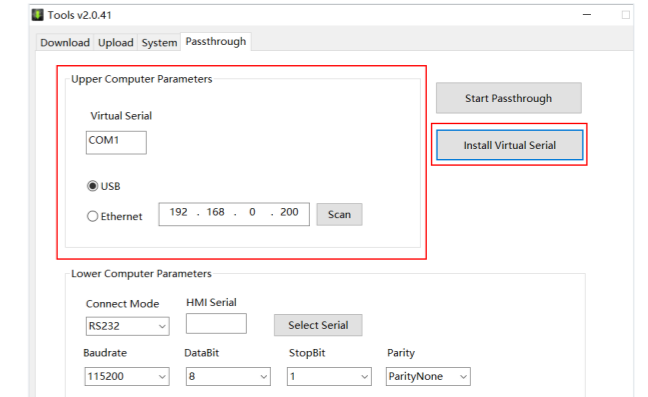 Tools v2.0.41
Download Upload System Passthrough
Upper Computer Parameters
Start Passthrough
Virtual Serial
COM1
Install Virtual Serial
USB
Ethernet 192 . 168 . 0 . 200 Scan
Lower Computer Parameters
Connect Mode HMI Serial
RS232 Select Serial
Baudrate DataBit StopBit Parity
115200 8 1 ParityNone